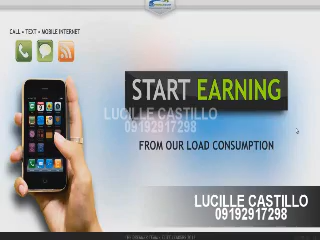 CALL • TEXT • MOBILE INTERNET
START EARNING
LUCILLE CASTILLO
09192917298
FROM OUR LOAD CONSUMPTION
LUCILLE CASTILLO
09192917298